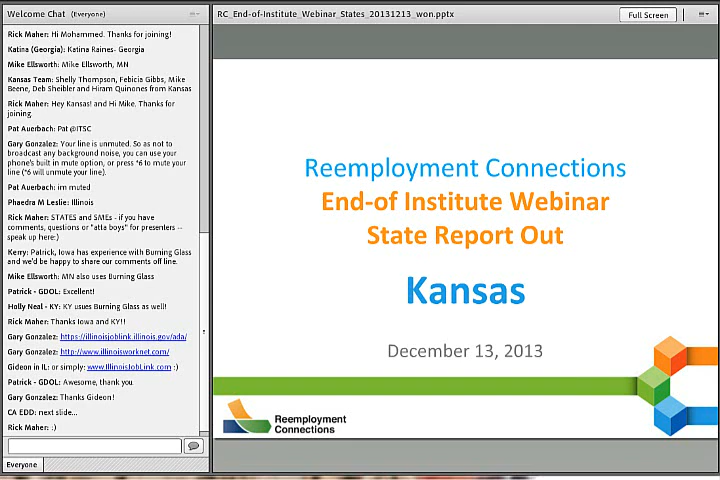 Welcome Chat (Everyone)
Rick Maher: Hi Mohammed. Thanks for joining!
Katina (Georgia): Katina Raines- Georgia
Mike Ellsworth: Mike Ellsworth, MN
Kansas Team: Shelly Thompson, Febicia Gibbs, Mike
Beene, Deb Sheibler and Hiram Quinones from Kansas
Rick Maher: Hey Kansas! and Hi Mike. Thanks for
joining
Pat Auerbach: Pat @ITSC
Gary Gonzalez: Your line is unmuted. So as not to
broadcast any background noise, you can use your
phone's built in mute option, or press *6 to mute your
line (*6 will unmute your line).
Pat Auerbach: im muted
Phaedra M Leslie: Illinois
Rick Maher: STATES and SMEs - if you have
comments, questions or "atta boys" for presenters --
speak up here:)
Kerry: Patrick, Iowa has experience with Burning Glass
and we'd be happy to share our comments off line.
Mike Ellsworth: MN also uses Burning Glass
Patrick - GDOL: Excellent!
Holly Neal - KY: KY usues Burning Glass as well!
Rick Maher: Thanks Iowa and KY!!
Gary Gonzalez: https://illinoisjoblink.illinois.gov/ada/
Gary Gonzalez: http://www.illinoisworknet.com/
Gideon in IL: or simply: www.IllinoisJobLink.com :)
Patrick - GDOL: Awesome, thank you
Gary Gonzalez: Thanks Gideon!
CA EDD: next slide...
Rick Maher: :)
Everyone
RC_End-of-Institute_Webinar_States_20131213_won.pptx
Full Screen
Reemployment Connections
End-of Institute Webinar
State Report Out
Kansas
December 13, 2013
Reemployment
Connections